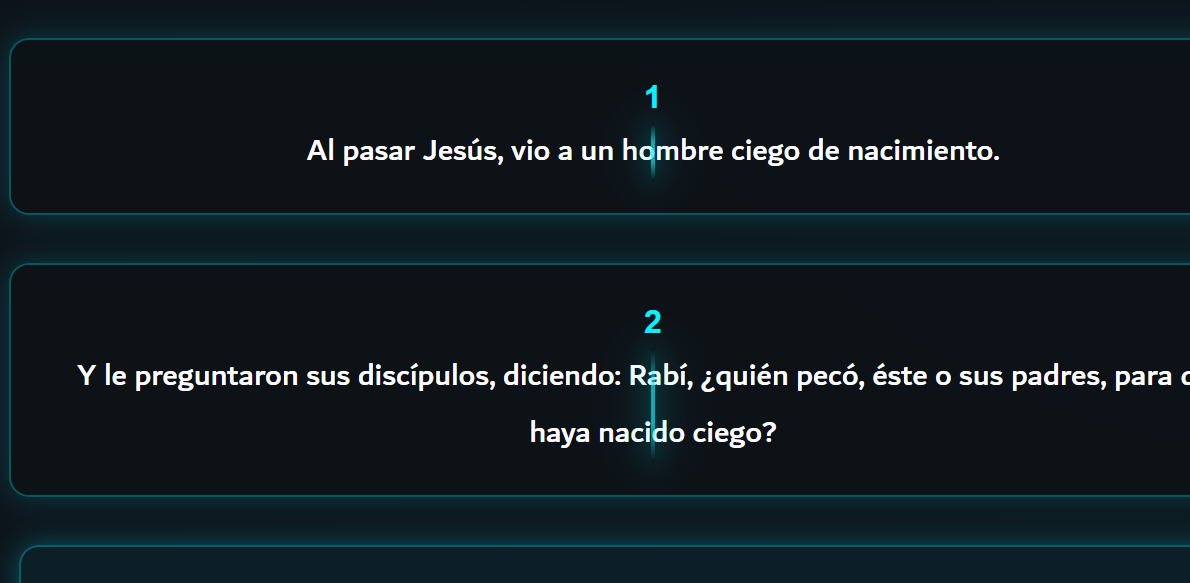 1
Al pasar Jesús, vio a un hombre ciego de nacimiento.
2
Y le preguntaron sus discípulos, diciendo: Rabí, ¿quién pecó, éste o sus padres, para
haya nacido ciego?